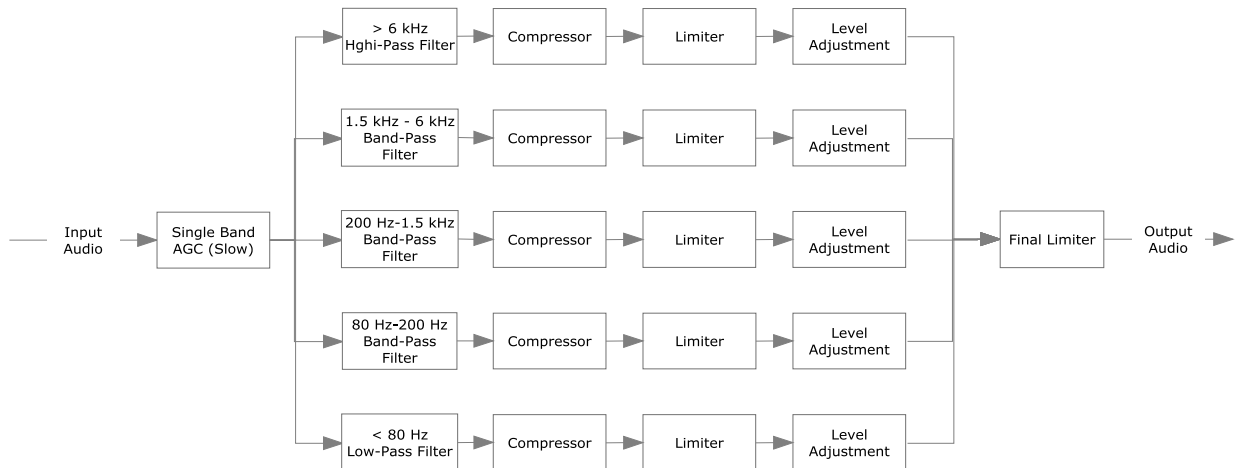 > 6 kHz
Hghi-Pass Filter
Compressor
Limiter
Level
Adjustment
1.5 kHz - 6 kHz
Band-Pass
Filter
Compressor
Limiter
Level
Adjustment
Input
Audio
Single Band
AGC (Slow)
200 Hz-1.5 kHz
Band-Pass
Filter
Compressor
Limiter
Level
Adjustment
Final Limiter
Output
Audio
80 Hz-200 Hz
Band-Pass
Filter
Compressor
Limiter
Level
Adjustment
< 80 Hz
Low-Pass Filter
Compressor
Limiter
Level
Adjustment